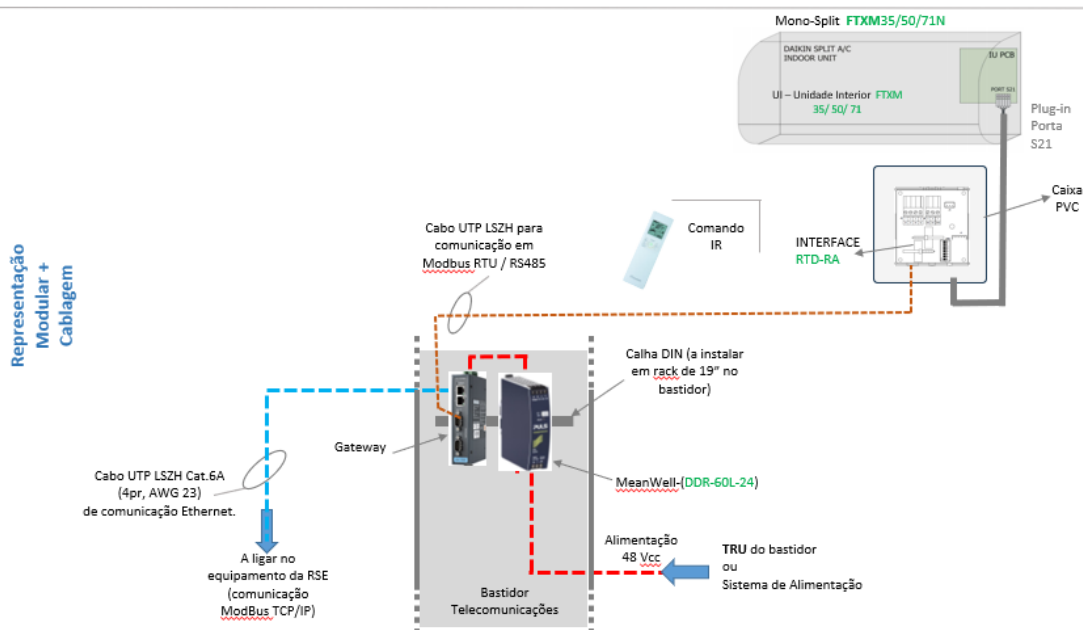 Mono-Split FTXM35/50/71N
DAIKIN SPLIT A/C
INDOOR UNIT
IU PCB
PORT S21
UI – Unidade Interior FTXM
35/ 50/ 71
Plug-in
Porta
S21
Caixa
PVC
Comando
IR
INTERFACE
RTD-RA
Cabo UTP LSZH para
comunicação em
Modbus RTU / RS485
Representação
Modular +
Cablagem
Calha DIN (a instalar
em rack de 19” no
bastidor)
PULS
Gateway
MeanWell-(DDR-60L-24)
Cabo UTP LSZH Cat.6A
(4pr, AWG 23)
de comunicação Ethernet.
Alimentação
48 Vcc
TRU do bastidor
ou
Sistema de Alimentação
A ligar no
equipamento da RSE
(comunicação
ModBus TCP/IP)
Bastidor
Telecomunicações